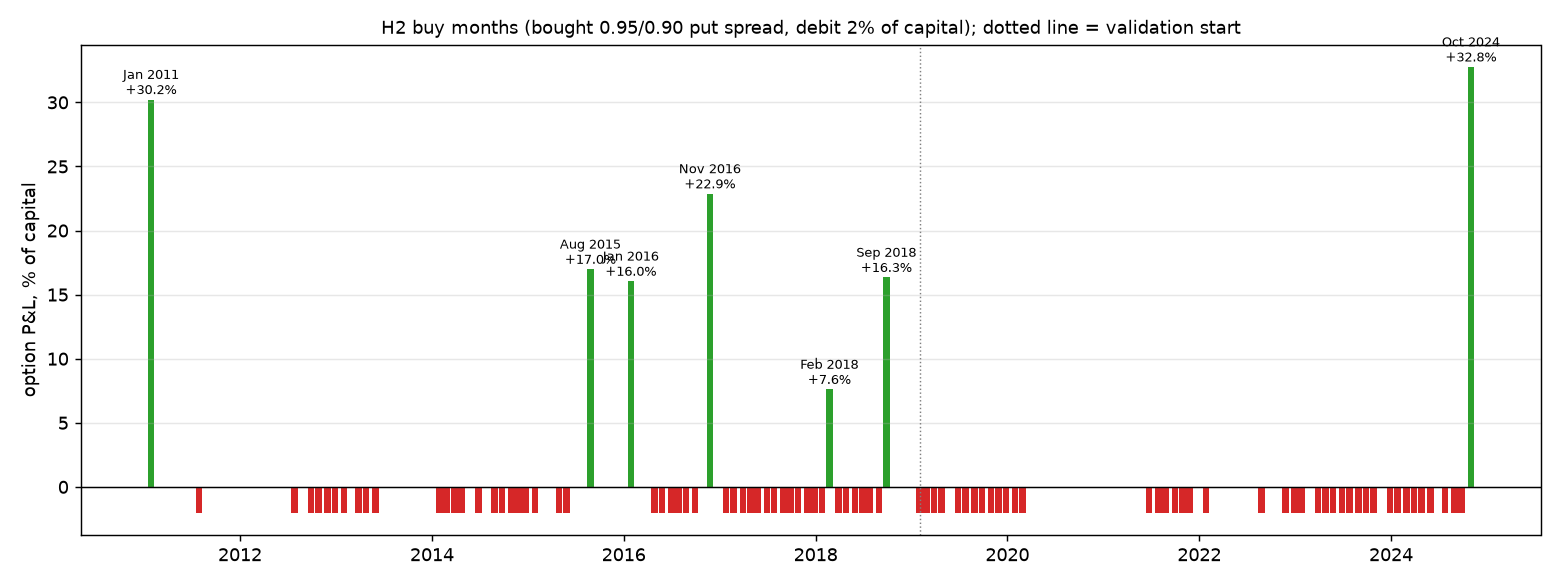 H2 buy months (bought 0.95/0.90 put spread, debit 2% of capital); dotted line = validation start
Oct 2024
+32.8%
Jan 2011
+30.2%
Nov 2016
+22.9%
Aug 2015
+17.0%
Jan 2016
+16.0%
Sep 2018
+16.3%
Feb 2018
+7.6%
option P&L, % of capital
30
25
20
15
10
5
0
2012
2014
2016
2018
2020
2022
2024